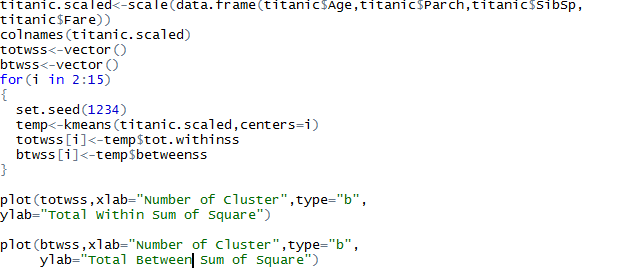 titanic.scaled<-scale(data.frame(titanic$Age,titanic$Parch,titanic$SibSp,
titanic$Fare))
colnames(titanic.scaled)
totwss<-vector()
btwss<-vector()
for(i in 2:15)
{
  set.seed(1234)
  temp<-kmeans(titanic.scaled,centers=i)
  totwss[i]<-temp$tot.withinss
  btwss[i]<-temp$betweenss
}

plot(totwss,xlab="Number of Cluster",type="b",
ylab="Total Within Sum of Square")

plot(btwss,xlab="Number of Cluster",type="b",
     ylab="Total Between Sum of Square")